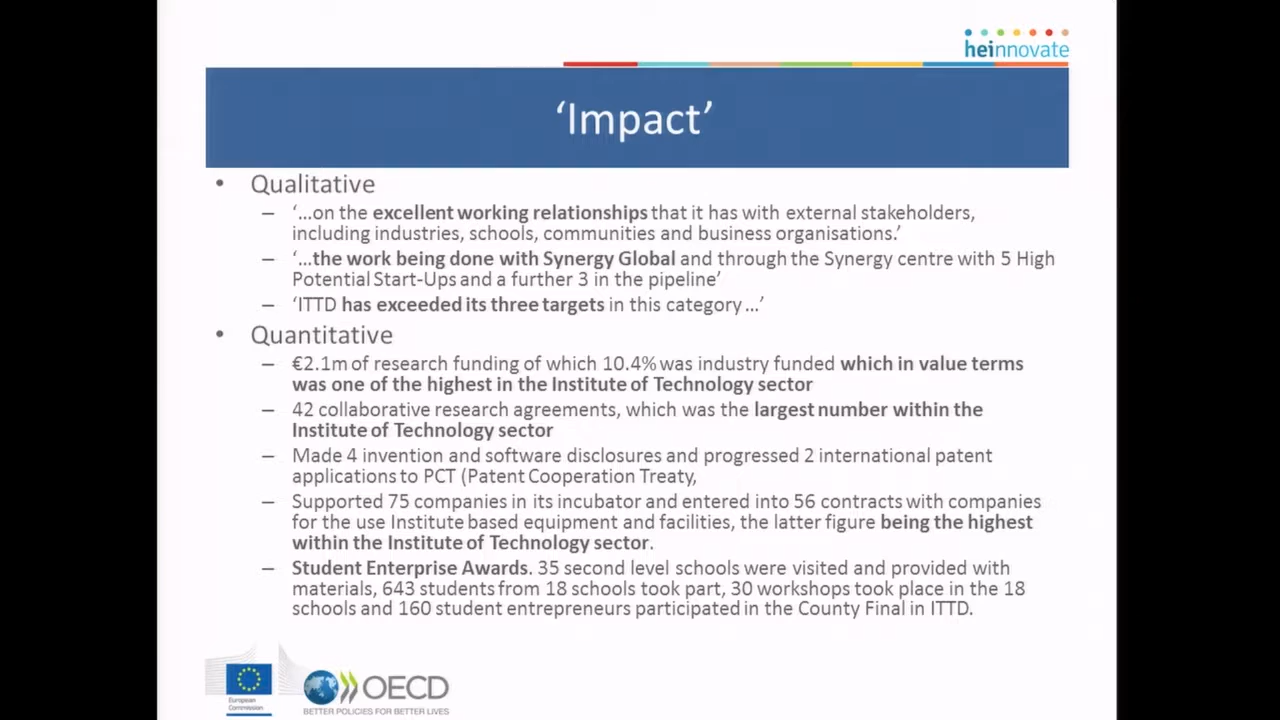 heinnovate
‘Impact’
• Qualitative
– ‘…on the excellent working relationships that it has with external stakeholders,
including industries, schools, communities and business organisations.’
– ‘…the work being done with Synergy Global and through the Synergy centre with 5 High
Potential Start-Ups and a further 3 in the pipeline’
– ‘ITTD has exceeded its three targets in this category…’
• Quantitative
– €2.1m of research funding of which 10.4% was industry funded which in value terms
was one of the highest in the Institute of Technology sector
– 42 collaborative research agreements, which was the largest number within the
Institute of Technology sector
– Made 4 invention and software disclosures and progressed 2 international patent
applications to PCT (Patent Cooperation Treaty,
– Supported 75 companies in its incubator and entered into 56 contracts with companies
for the use Institute based equipment and facilities, the latter figure being the highest
within the Institute of Technology sector.
– Student Enterprise Awards. 35 second level schools were visited and provided with
materials, 643 students from 18 schools took part, 30 workshops took place in the 18
schools and 160 student entrepreneurs participated in the County Final in ITTD.
European
Commission
OECD
BETTER POLICIES FOR BETTER LIVES